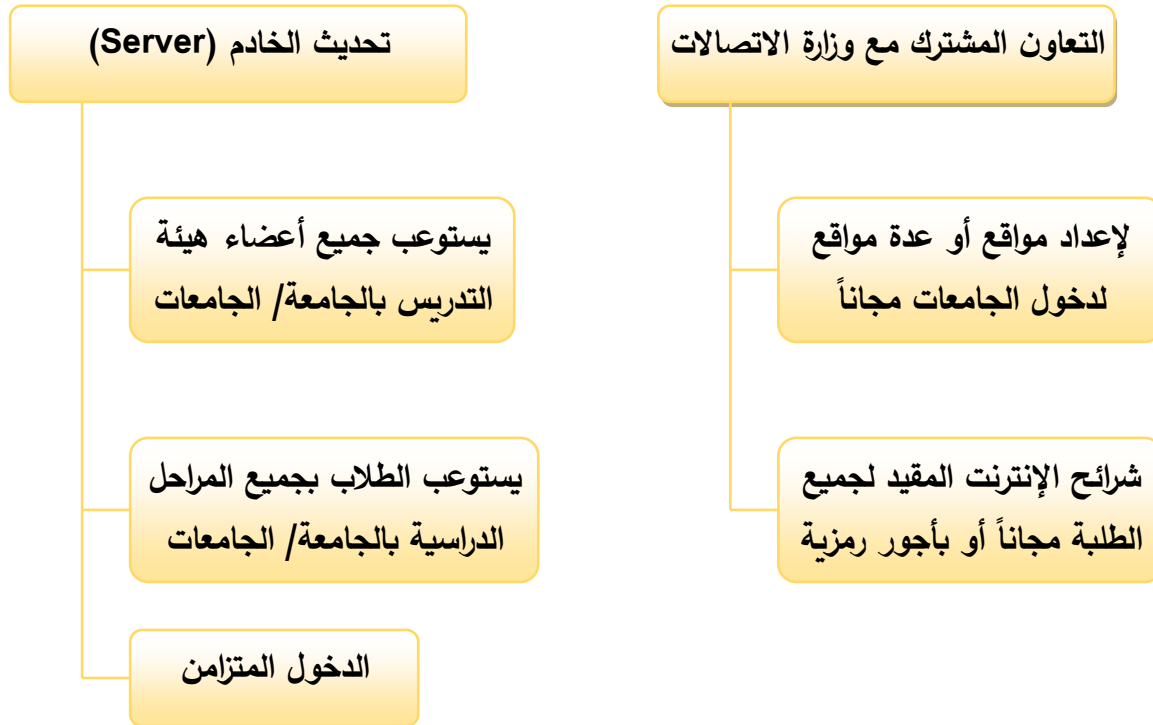 التعاون المشترك مع وزارة الاتصالات
لإعداد مواقع أو عدة مواقع
لدخول الجامعات مجاناً
شرائح الإنترنت المقيد لجميع
الطلبة مجاناً أو بأجور رمزية
تحديث الخادم (Server)
يستوعب جميع أعضاء هيئة
التدريس بالجامعة/ الجامعات
يستوعب الطلاب بجميع المراحل
الدراسية بالجامعة/ الجامعات
الدخول المتزامن